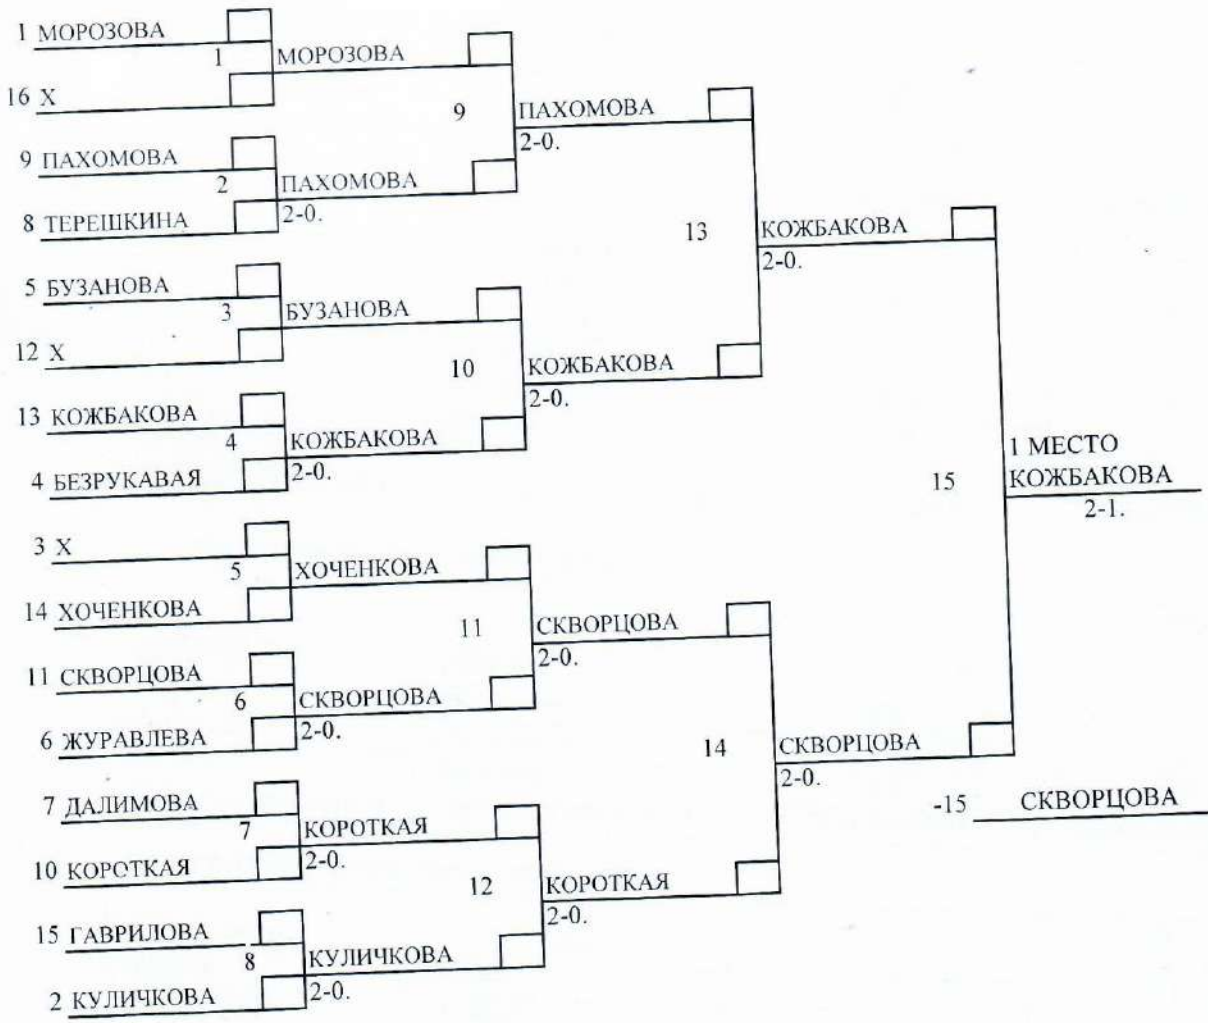 1 МОРОЗОВА
1
МОРОЗОВА
16 X
9
ПАХОМОВА
2-0.
9 ПАХОМОВА
2
ПАХОМОВА
2-0.
8 ТЕРЕШКИНА
13
КОЖБАКОВА
2-0.
5 БУЗАНОВА
3
БУЗАНОВА
12 X
10
КОЖБАКОВА
2-0.
13 КОЖБАКОВА
4
КОЖБАКОВА
2-0.
4 БЕЗРУКАВАЯ
15
1 МЕСТО
КОЖБАКОВА
2-1.
3 X
5
ХОЧЕНКОВА
14 ХОЧЕНКОВА
11
СКВОРЦОВА
2-0.
11 СКВОРЦОВА
6
СКВОРЦОВА
2-0.
6 ЖУРАВЛЕВА
14
СКВОРЦОВА
2-0.
-15 СКВОРЦОВА
7 ДАЛИМОВА
7
КОРОТКАЯ
2-0.
10 КОРОТКАЯ
12
КОРОТКАЯ
2-0.
15 ГАВРИЛОВА
8
КУЛИЧКОВА
2-0.
2 КУЛИЧКОВА